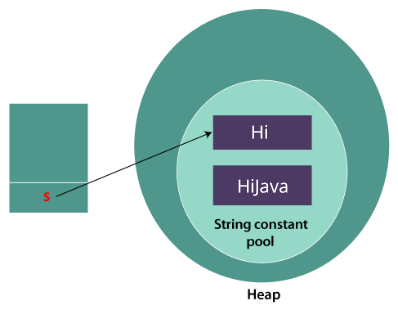 Hi
s
HiJava
String constant
pool
Heap